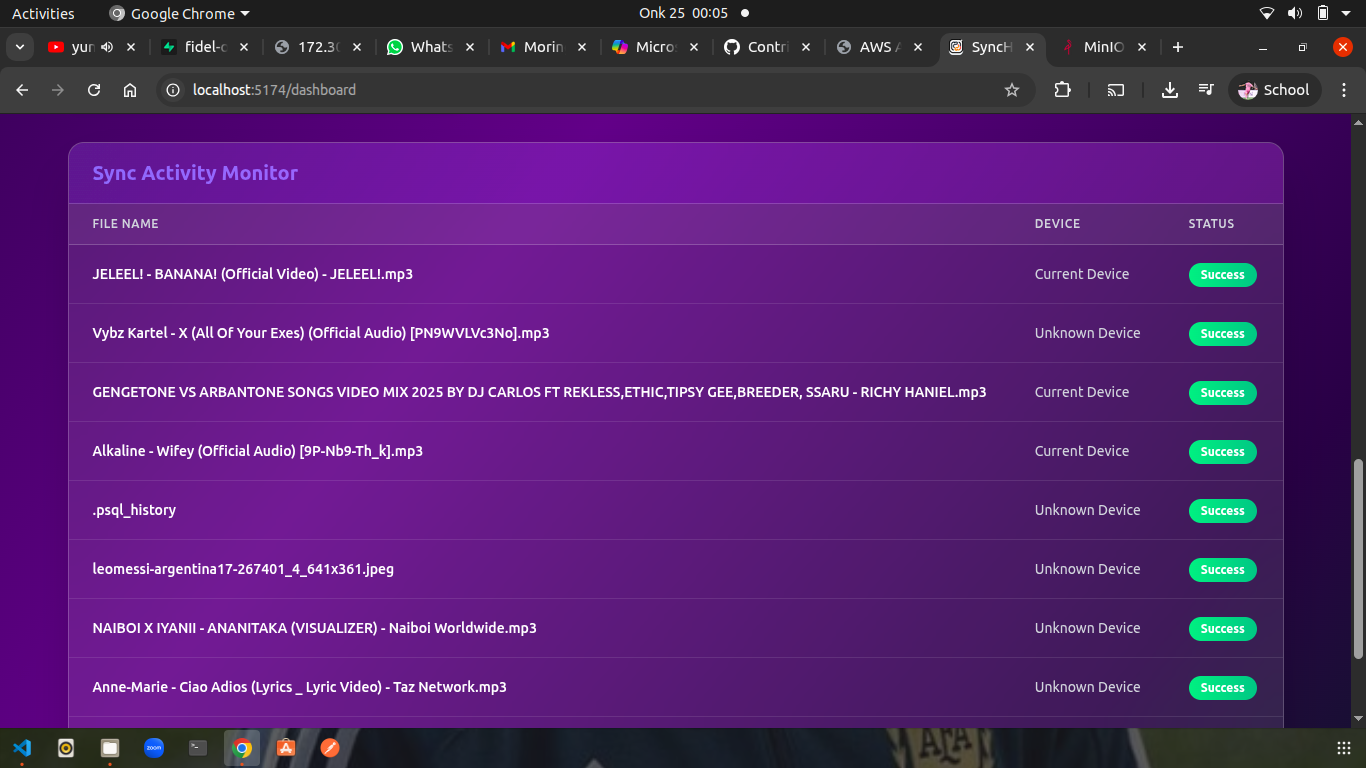 Activities Google Chrome Onk 25 00:05
yun fidel-c 172.30 Whats Morin Micros Contri AWS A SyncH MinIO
localhost:5174/dashboard School
Sync Activity Monitor
FILE NAME DEVICE STATUS
JELEEL! - BANANA! (Official Video) - JELEEL!.mp3 Current Device Success
Vybz Kartel - X (All Of Your Exes) (Official Audio) [PN9WVLVc3No].mp3 Unknown Device Success
GENGETONE VS ARBANTONE SONGS VIDEO MIX 2025 BY DJ CARLOS FT REKLESS,ETHIC,TIPSY GEE,BREEDER, SSARU - RICHY HANIEL.mp3 Current Device Success
Alkaline - Wifey (Official Audio) [9P-Nb9-Th_k].mp3 Current Device Success
.psql_history Unknown Device Success
leomessi-argentina17-267401_4_641x361.jpeg Unknown Device Success
NAIBOI X IYANII - ANANITAKA (VISUALIZER) - Naiboi Worldwide.mp3 Unknown Device Success
Anne-Marie - Ciao Adios (Lyrics _ Lyric Video) - Taz Network.mp3 Unknown Device Success
zoom